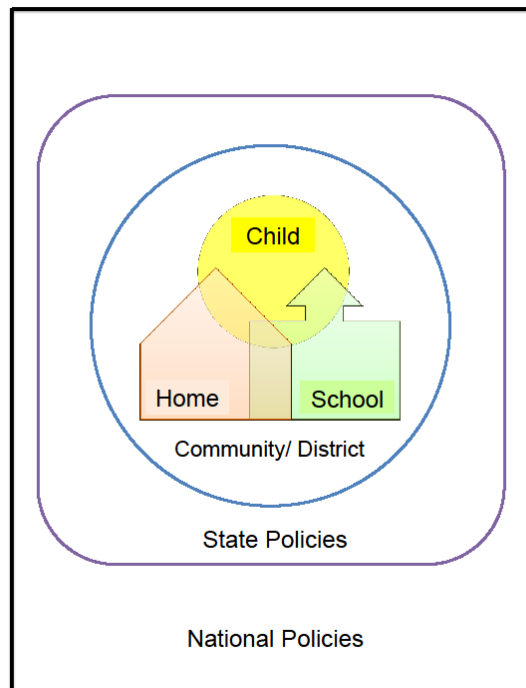 Child
Home
School
Community/ District
State Policies
National Policies